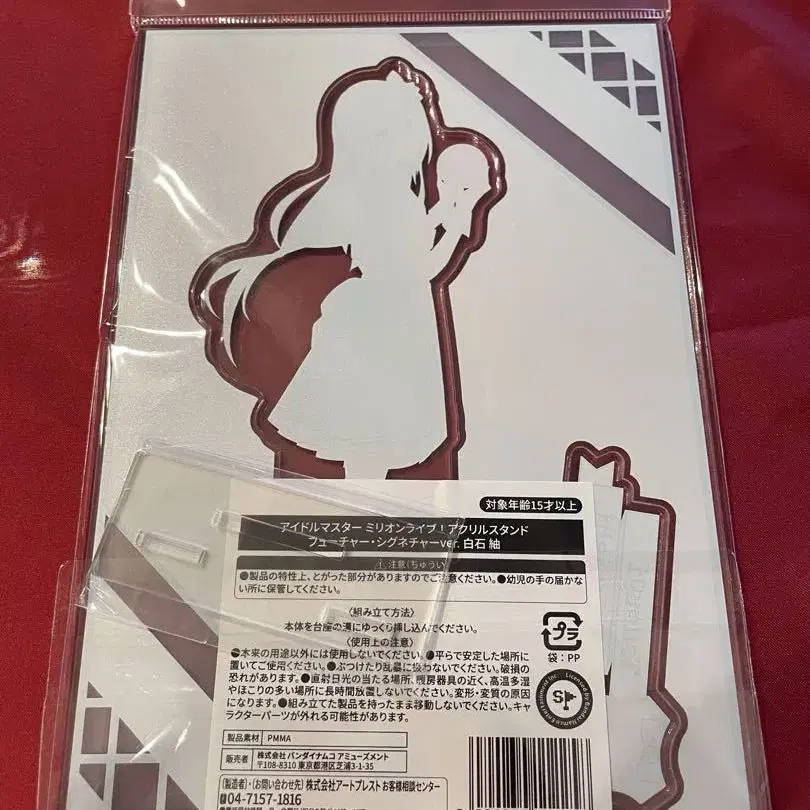 対象年齢15才以上
アイドルマスター ミリオンライブ！アクリルスタンド
フューチャー・シグネチャーver. 白石 紬
⚠ 注意(ちゅうい)
●製品の特性上、とがった部分がありますのでご注意ください。●幼児の手の届かな
い所に保管してください。
〈組み立て方法〉
本体を台座の溝にゆっくり挿し込んでください。
〈使用上の注意〉
●本来の用途以外には使用しないでください。●平らで安定した場所に
置いてご使用ください。●ぶつけたり乱暴に扱わないでください。破損の
恐れがあります。●直射日光の当たる場所、暖房器具の近く、高温多湿
やほこりの多い場所に長時間放置しないでください。変形・変質の原因
になります。●組み立てた製品を持ったまま移動しないでください。キャ
ラクターパーツが外れる可能性があります。
プラ
袋：PP
Licensed by Bandai Namco Entertainment Inc.
製品素材 PMMA
販売者 株式会社 バンダイナムコ アミューズメント
〒108-8310 東京都港区芝浦3-1-35
〈製造者〉・〈お問い合わせ先〉 株式会社アートプレスト お客様相談センター
04-7157-1816